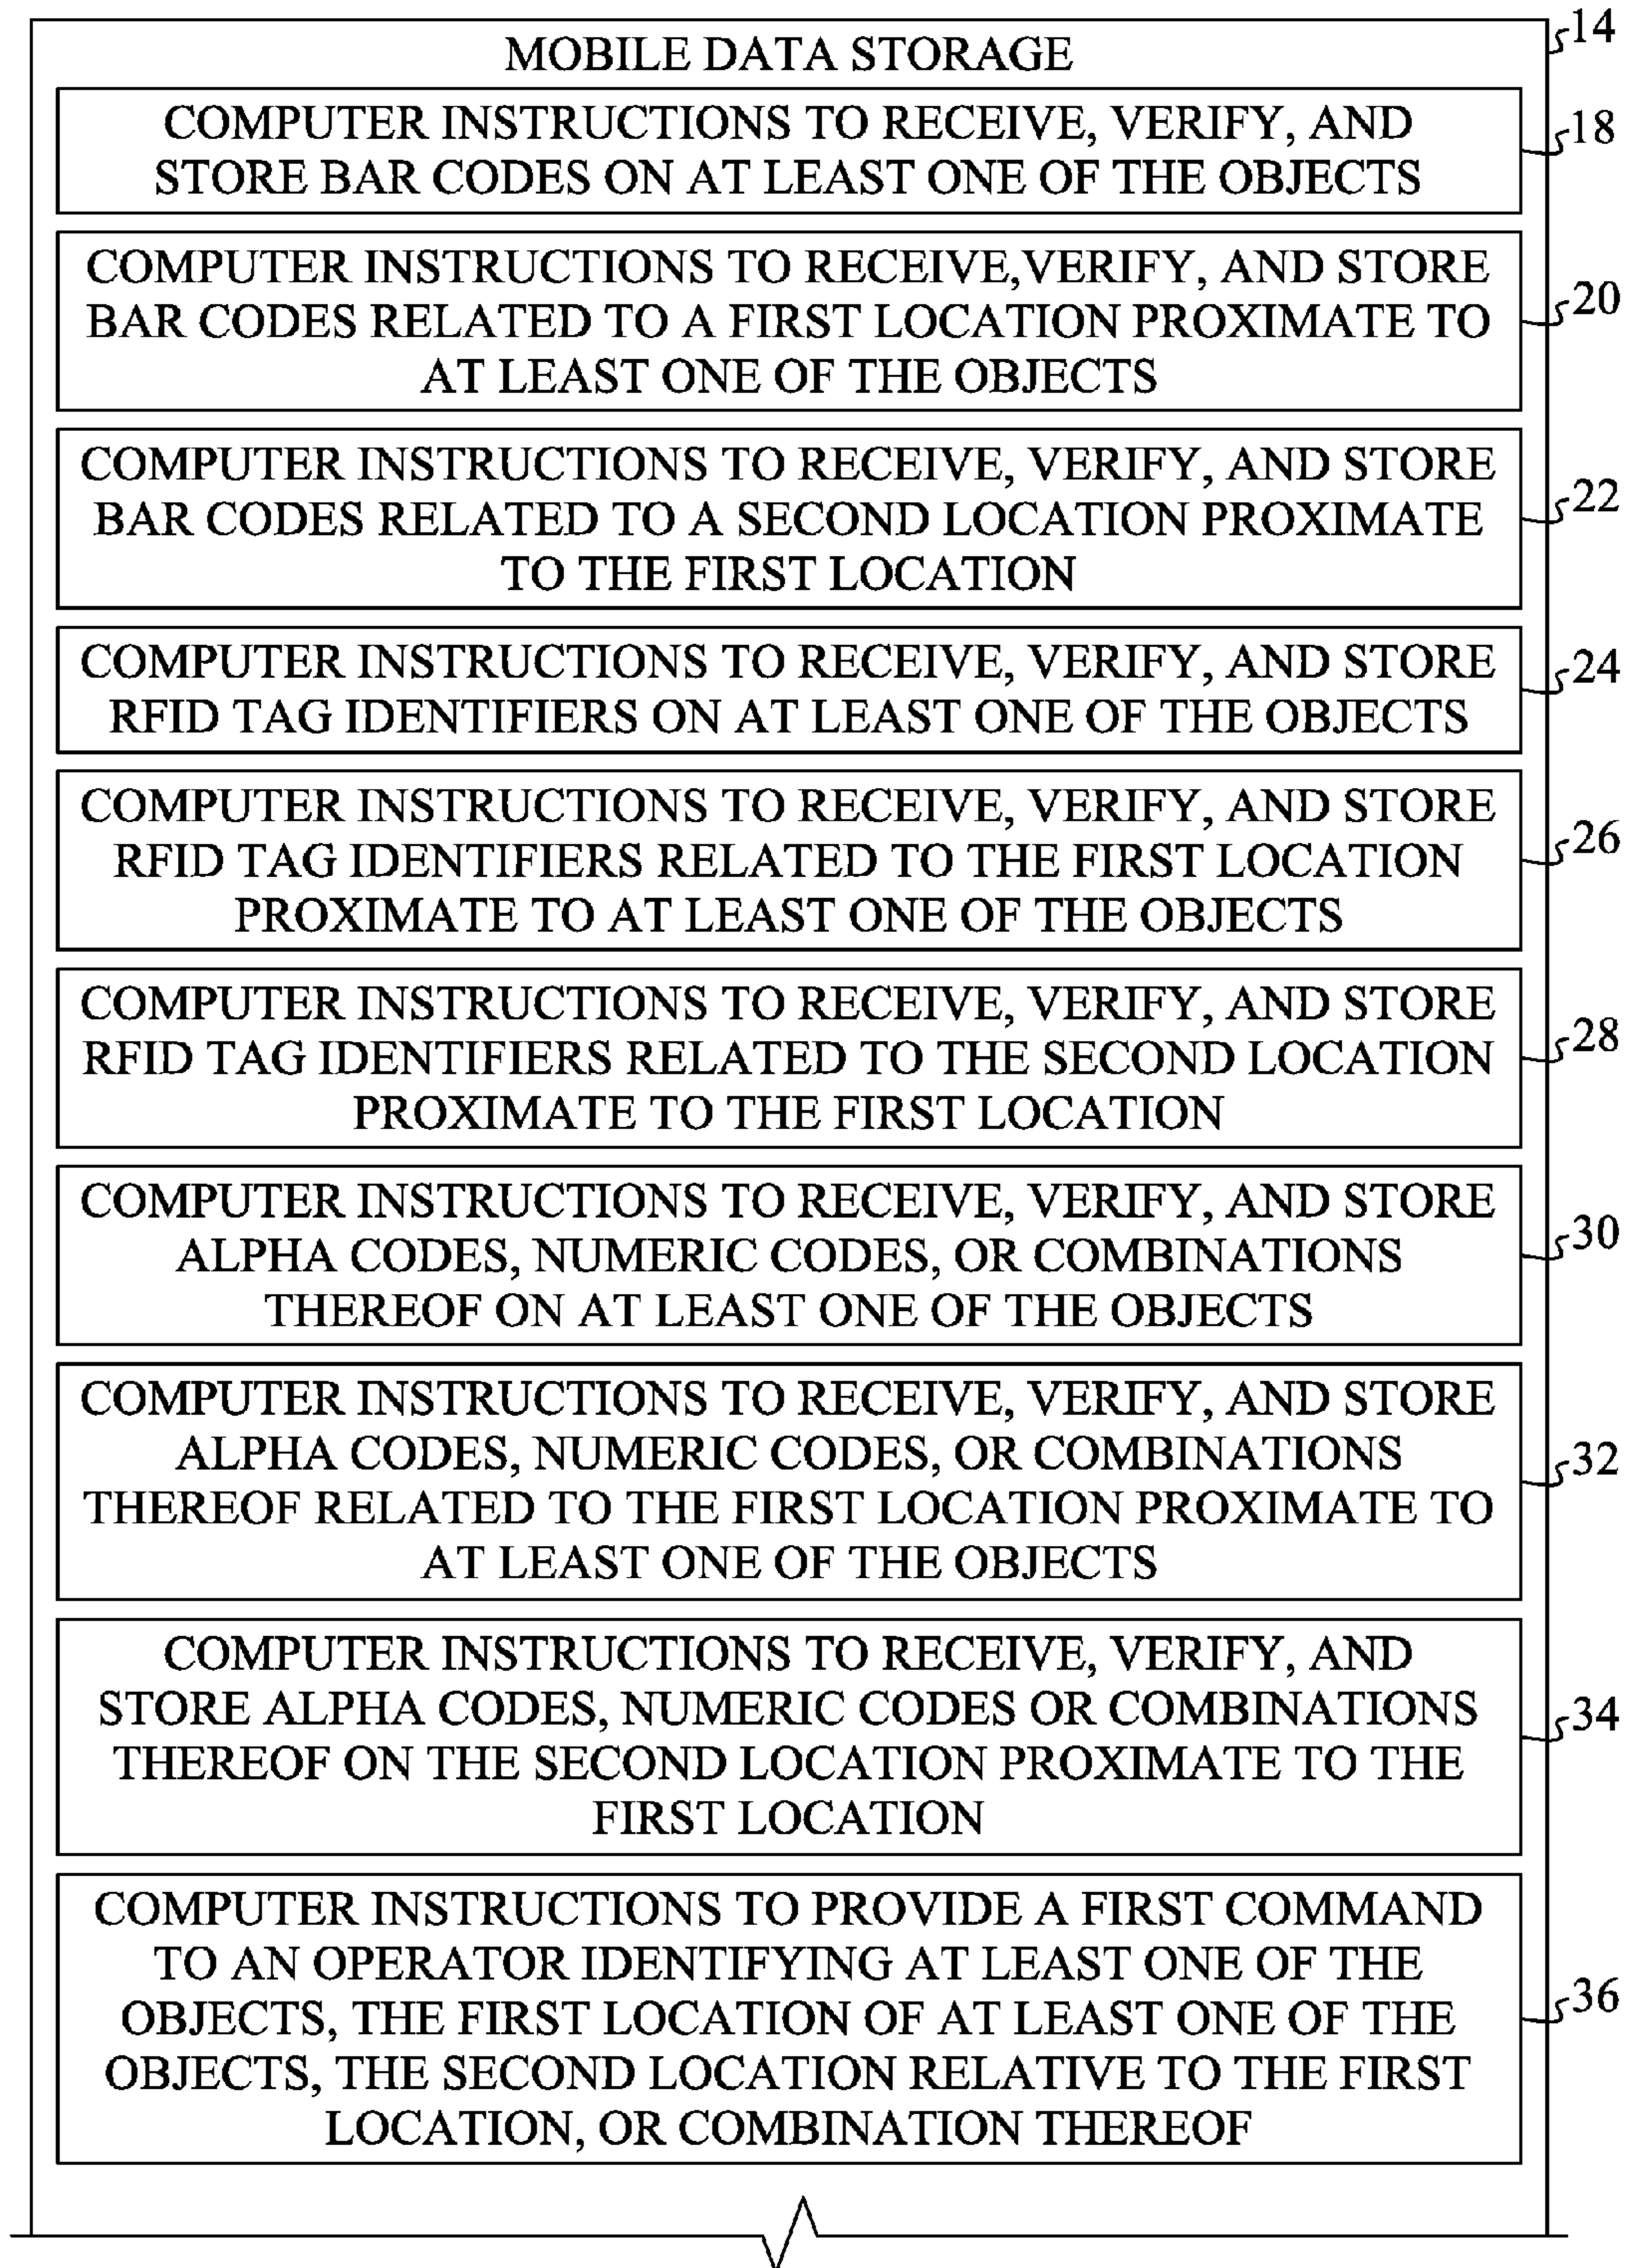 MOBILE DATA STORAGE
14
COMPUTER INSTRUCTIONS TO RECEIVE, VERIFY, AND
STORE BAR CODES ON AT LEAST ONE OF THE OBJECTS
18
COMPUTER INSTRUCTIONS TO RECEIVE,VERIFY, AND STORE
BAR CODES RELATED TO A FIRST LOCATION PROXIMATE TO
AT LEAST ONE OF THE OBJECTS
20
COMPUTER INSTRUCTIONS TO RECEIVE, VERIFY, AND STORE
BAR CODES RELATED TO A SECOND LOCATION PROXIMATE
TO THE FIRST LOCATION
22
COMPUTER INSTRUCTIONS TO RECEIVE, VERIFY, AND STORE
RFID TAG IDENTIFIERS ON AT LEAST ONE OF THE OBJECTS
24
COMPUTER INSTRUCTIONS TO RECEIVE, VERIFY, AND STORE
RFID TAG IDENTIFIERS RELATED TO THE FIRST LOCATION
PROXIMATE TO AT LEAST ONE OF THE OBJECTS
26
COMPUTER INSTRUCTIONS TO RECEIVE, VERIFY, AND STORE
RFID TAG IDENTIFIERS RELATED TO THE SECOND LOCATION
PROXIMATE TO THE FIRST LOCATION
28
COMPUTER INSTRUCTIONS TO RECEIVE, VERIFY, AND STORE
ALPHA CODES, NUMERIC CODES, OR COMBINATIONS
THEREOF ON AT LEAST ONE OF THE OBJECTS
30
COMPUTER INSTRUCTIONS TO RECEIVE, VERIFY, AND STORE
ALPHA CODES, NUMERIC CODES, OR COMBINATIONS
THEREOF RELATED TO THE FIRST LOCATION PROXIMATE TO
AT LEAST ONE OF THE OBJECTS
32
COMPUTER INSTRUCTIONS TO RECEIVE, VERIFY, AND
STORE ALPHA CODES, NUMERIC CODES OR COMBINATIONS
THEREOF ON THE SECOND LOCATION PROXIMATE TO THE
FIRST LOCATION
34
COMPUTER INSTRUCTIONS TO PROVIDE A FIRST COMMAND
TO AN OPERATOR IDENTIFYING AT LEAST ONE OF THE
OBJECTS, THE FIRST LOCATION OF AT LEAST ONE OF THE
OBJECTS, THE SECOND LOCATION RELATIVE TO THE FIRST
LOCATION, OR COMBINATION THEREOF
36